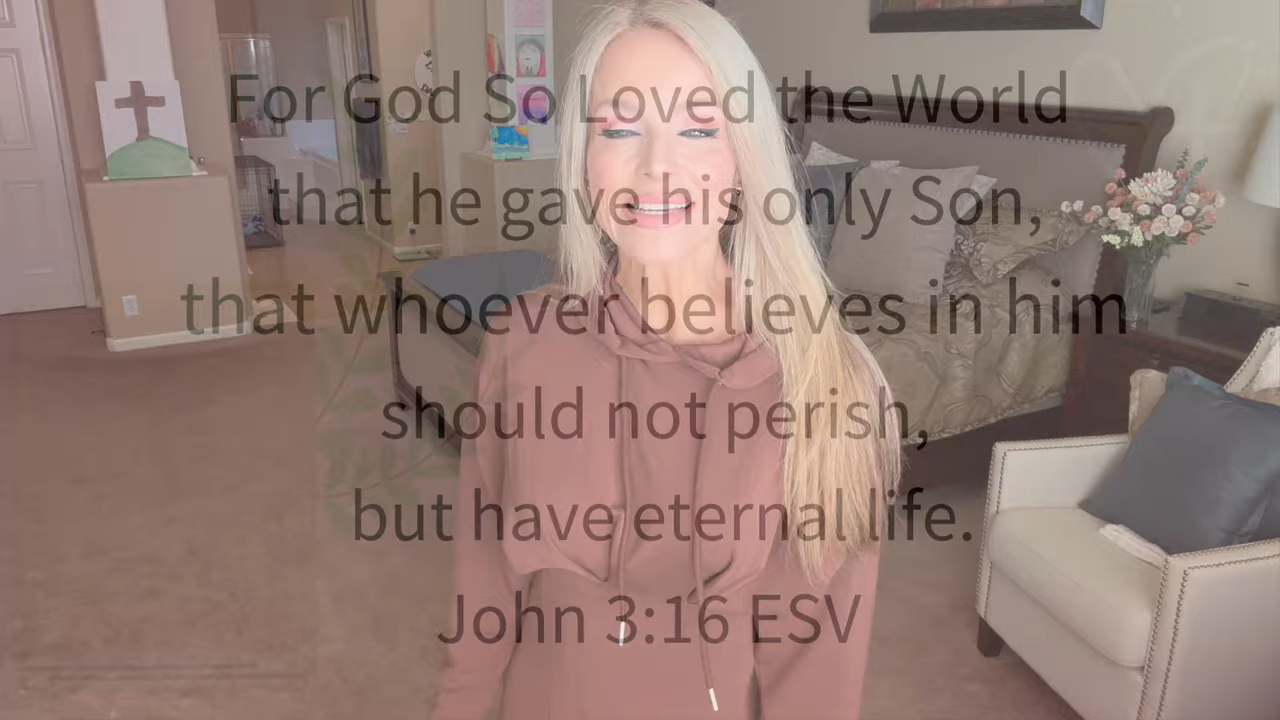 For God So Loved the World
that he gave his only Son,
that whoever believes in him
should not perish,
but have eternal life.
John 3:16 ESV